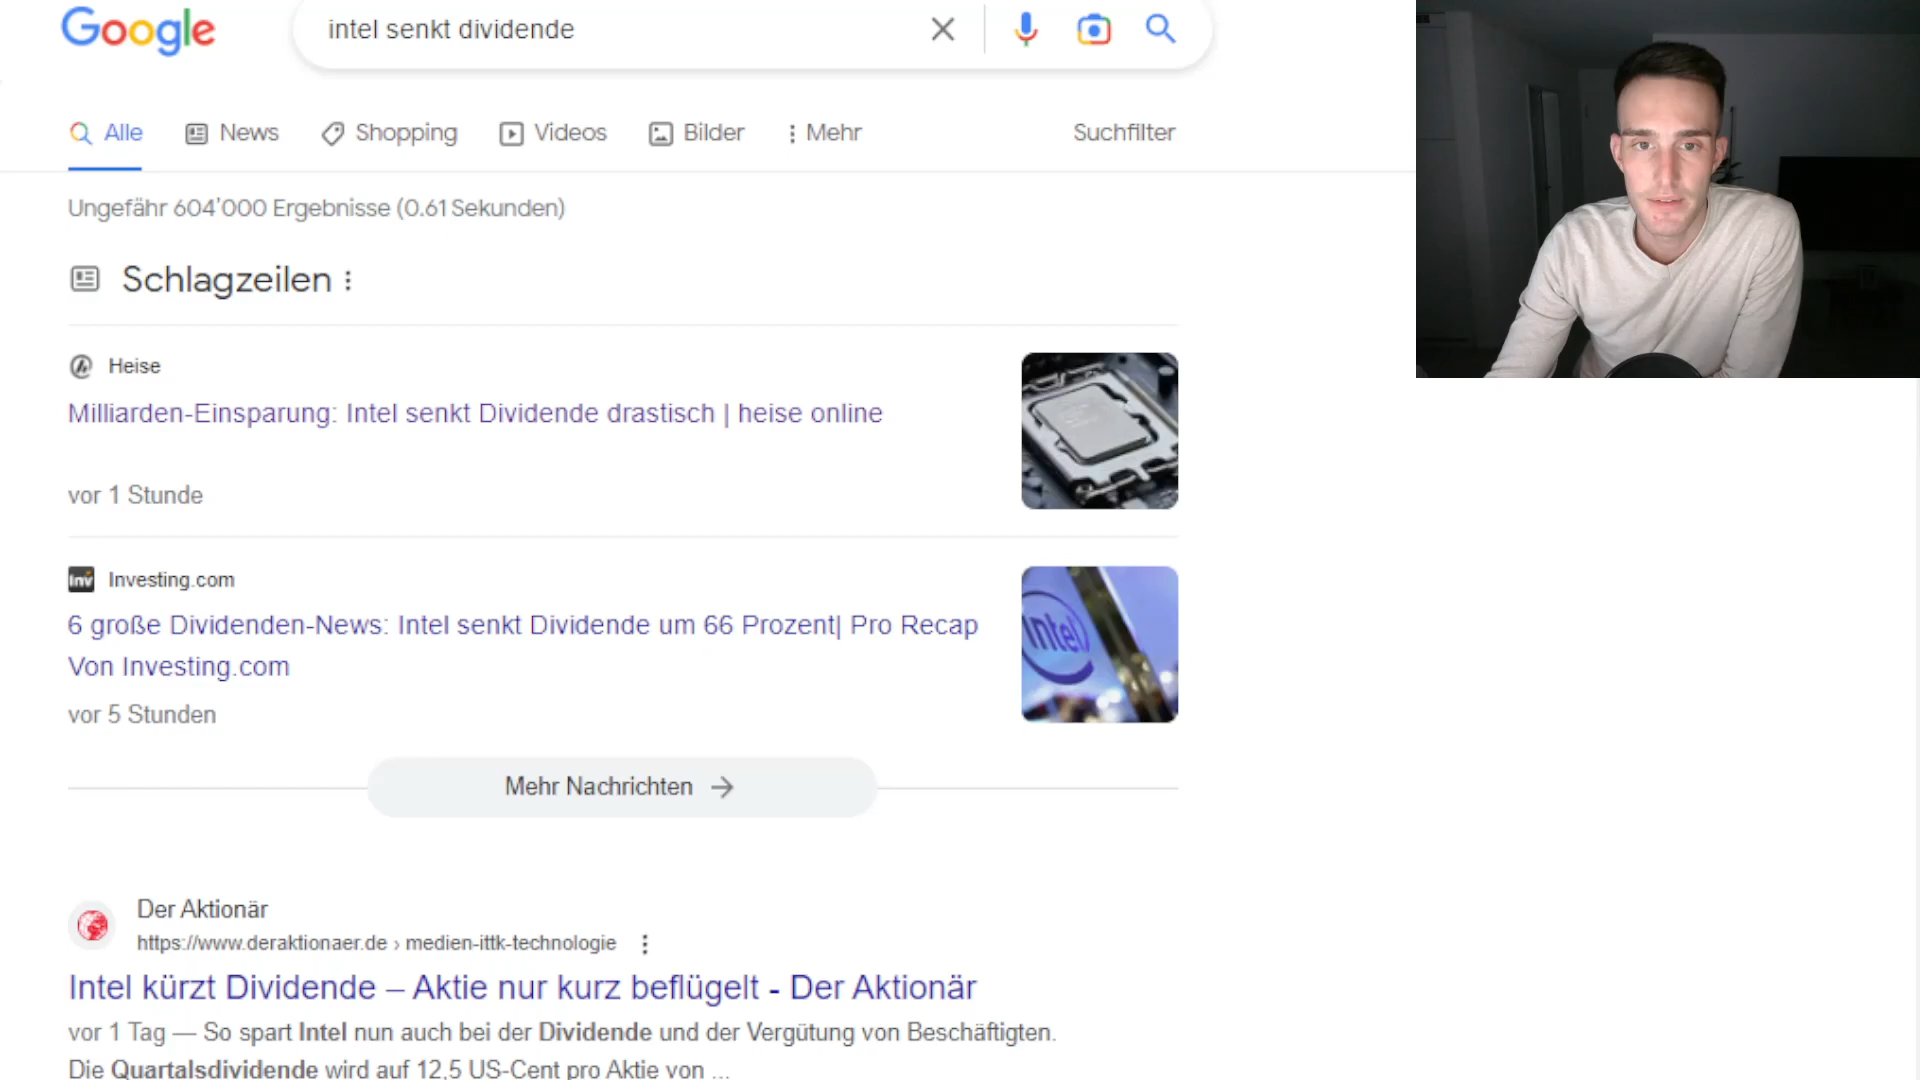 Google
intel senkt dividende
Alle
News
Shopping
Videos
Bilder
Mehr
Suchfilter
Ungefähr 604'000 Ergebnisse (0.61 Sekunden)
Schlagzeilen
Heise
Milliarden-Einsparung: Intel senkt Dividende drastisch | heise online
vor 1 Stunde
Inv
Investing.com
6 große Dividenden-News: Intel senkt Dividende um 66 Prozent| Pro Recap
Von Investing.com
intel
vor 5 Stunden
Mehr Nachrichten
Der Aktionär
https://www.deraktionaer.de › medien-ittk-technologie
Intel kürzt Dividende – Aktie nur kurz beflügelt - Der Aktionär
vor 1 Tag — So spart Intel nun auch bei der Dividende und der Vergütung von Beschäftigten.
Die Quartalsdividende wird auf 12,5 US-Cent pro Aktie von ...